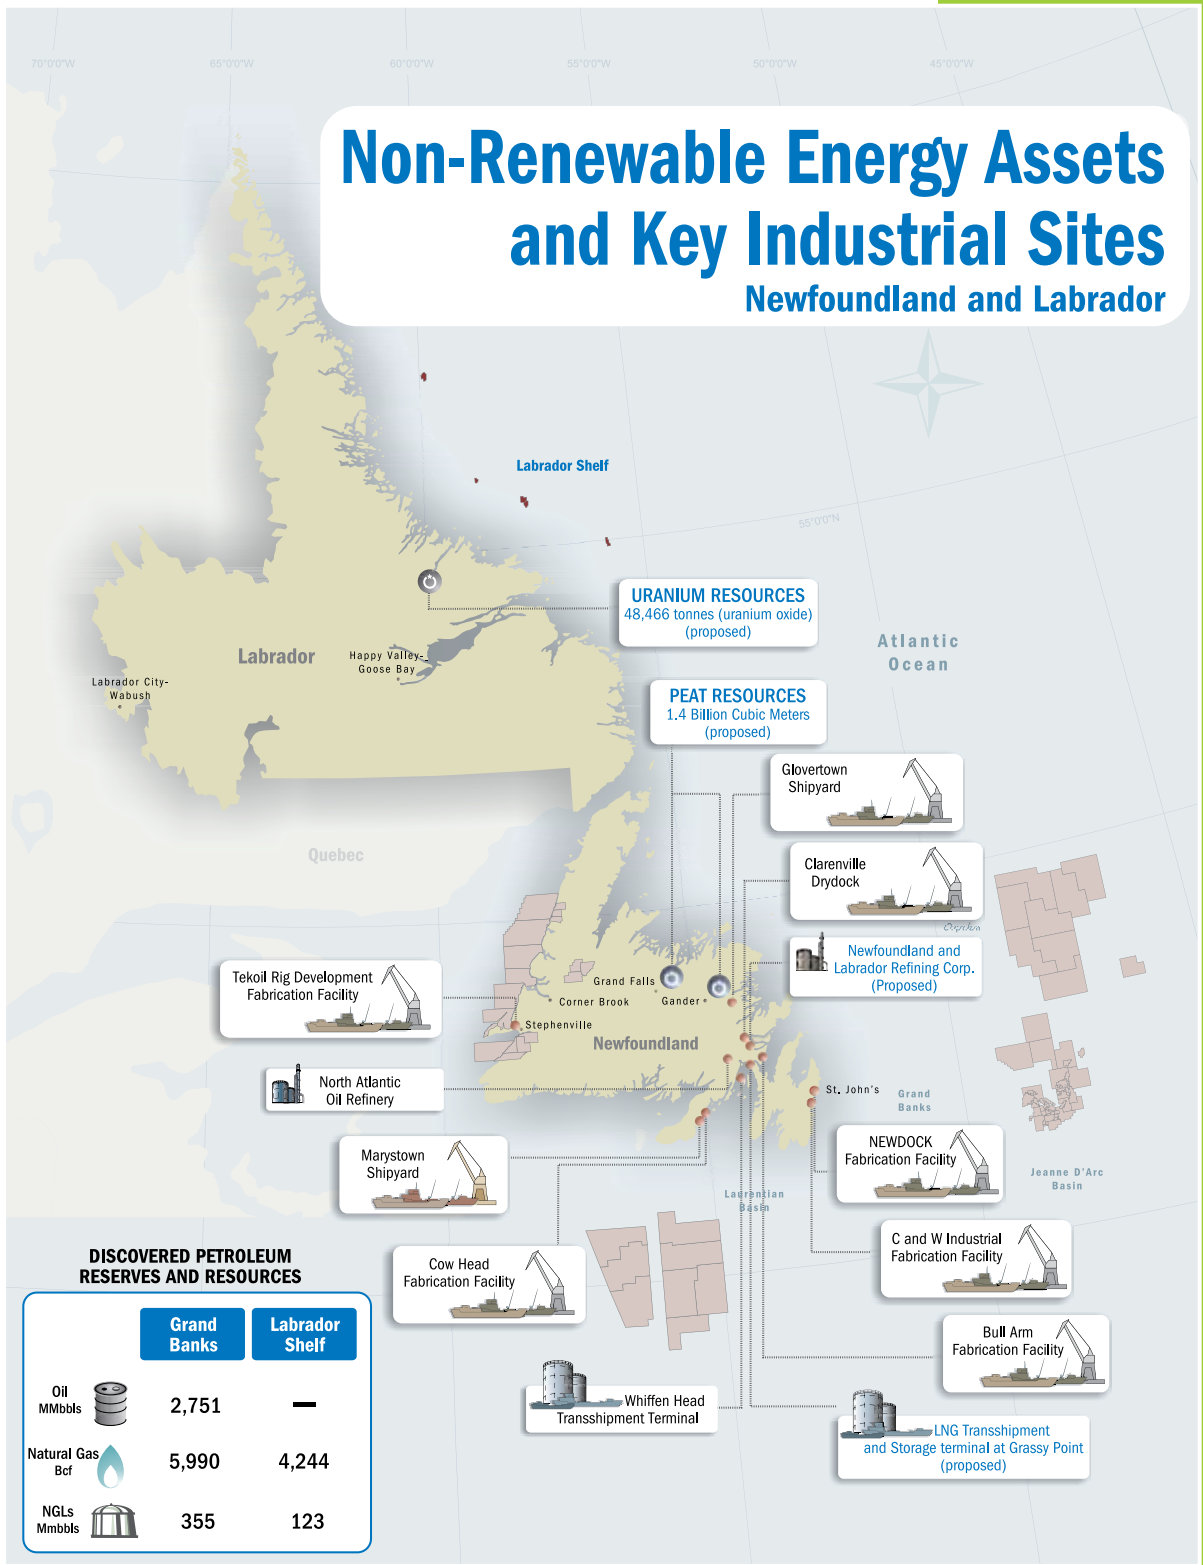 70°0'0"W
65°0'0"W
60°0'0"W
55°0'0"W
50°0'0"W
45°0'0"W
Non-Renewable Energy Assets
and Key Industrial Sites
Newfoundland and Labrador
Labrador Shelf
55°0'0"N
URANIUM RESOURCES
48,466 tonnes (uranium oxide)
(proposed)
Atlantic
Ocean
Labrador
Happy Valley-
Goose Bay
Labrador City-
Wabush
PEAT RESOURCES
1.4 Billion Cubic Meters
(proposed)
Glovertown
Shipyard
Quebec
Clarenville
Drydock
Newfoundland and
Labrador Refining Corp.
(Proposed)
Tekoil Rig Development
Fabrication Facility
Grand Falls
Corner Brook
Gander
Stephenville
Newfoundland
North Atlantic
Oil Refinery
St. John's
Grand
Banks
Marystown
Shipyard
NEWDOCK
Fabrication Facility
Jeanne D'Arc
Basin
Laurentian
Basin
C and W Industrial
Fabrication Facility
Cow Head
Fabrication Facility
Bull Arm
Fabrication Facility
Whiffen Head
Transshipment Terminal
LNG Transshipment
and Storage terminal at Grassy Point
(proposed)
DISCOVERED PETROLEUM
RESERVES AND RESOURCES
Grand
Banks
Labrador
Shelf
Oil
MMbbls
2,751
—
Natural Gas
Bcf
5,990
4,244
NGLs
Mmbbls
355
123